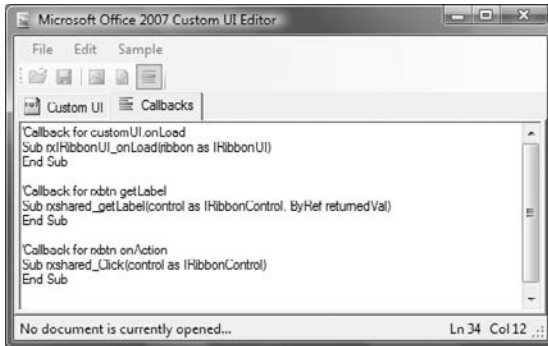 Microsoft Office 2007 Custom UI Editor
File Edit Sample
Custom UI Callbacks
'Callback for customUI.onLoad
Sub rxIRibbonUI_onLoad(ribbon as IRibbonUI)
End Sub
'Callback for rxbtn getLabel
Sub rxshared_getLabel(control as IRibbonControl, ByRef returnedVal)
End Sub
'Callback for rxbtn onAction
Sub rxshared_Click(control as IRibbonControl)
End Sub
No document is currently opened... Ln 34 Col 12